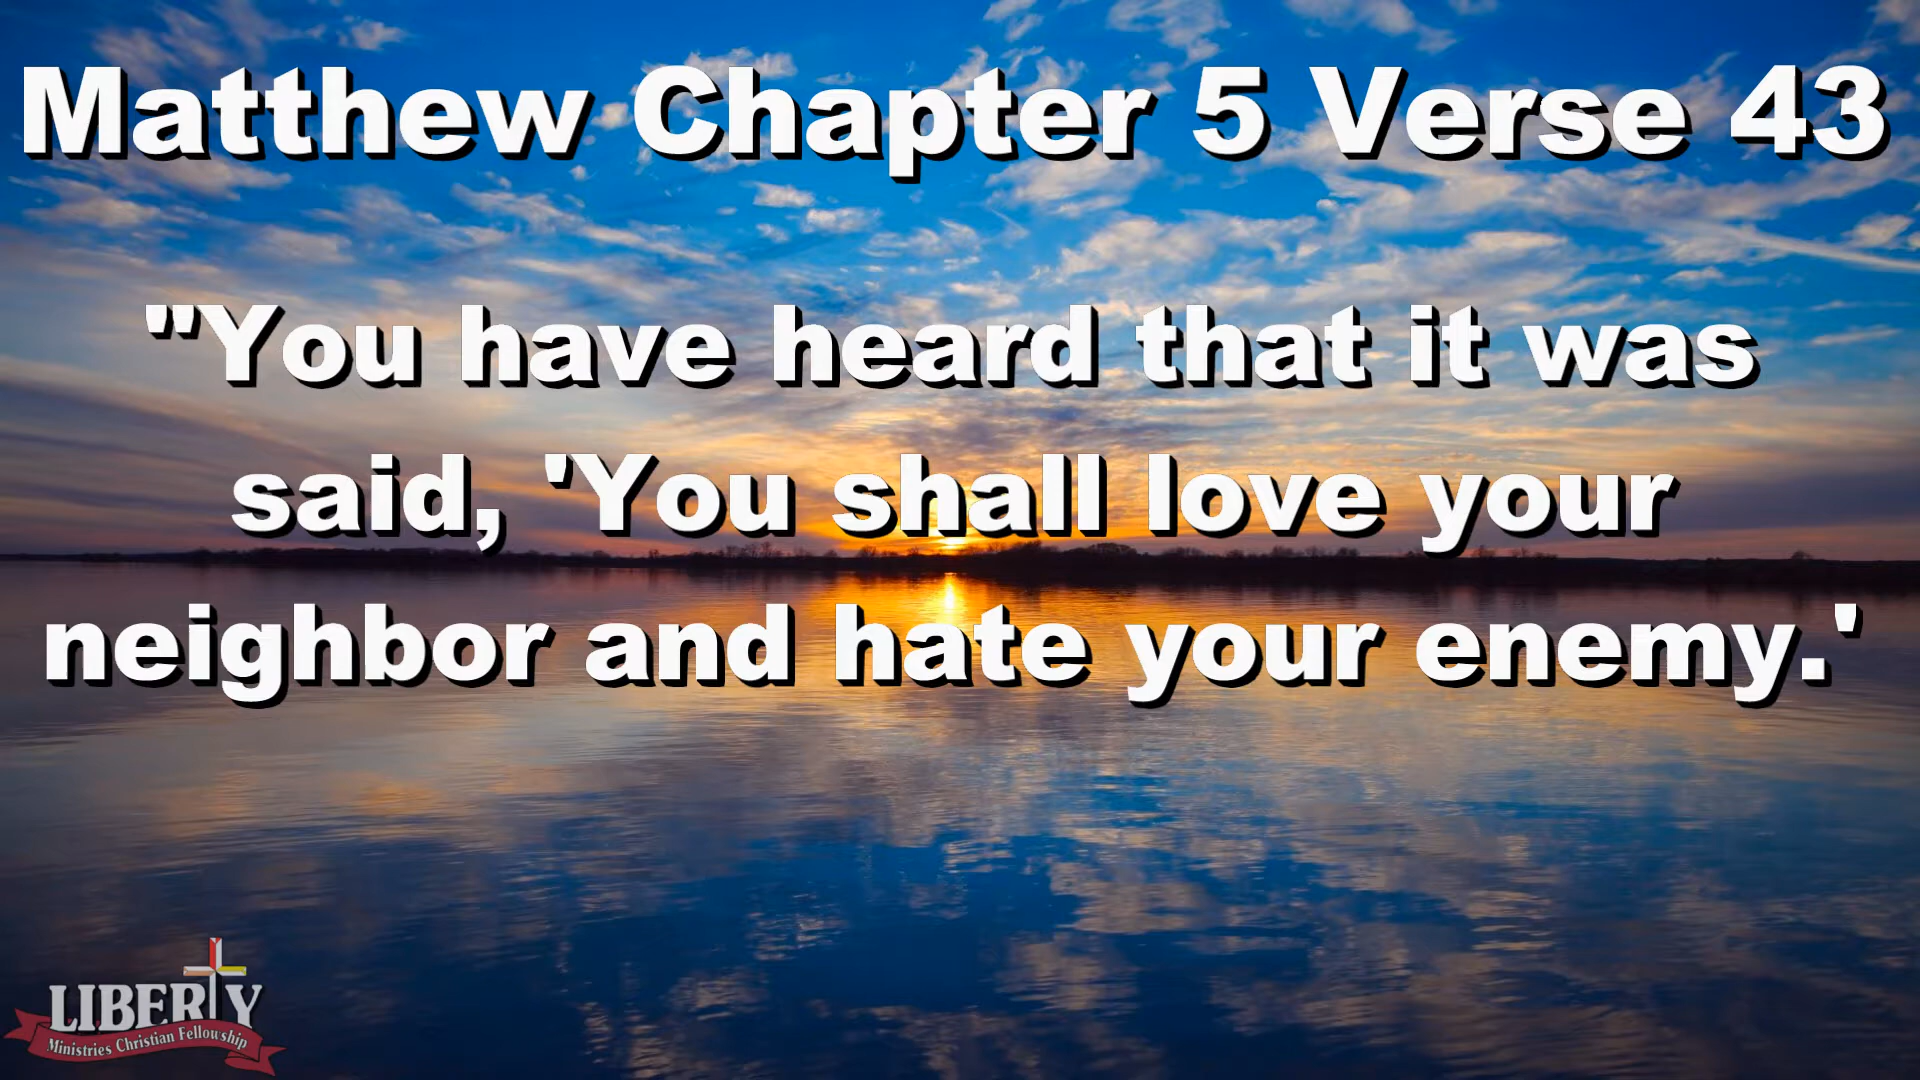 Matthew Chapter 5 Verse 43
"You have heard that it was
said, 'You shall love your
neighbor and hate your enemy.'
LIBERTY
Ministries Christian Fellowship